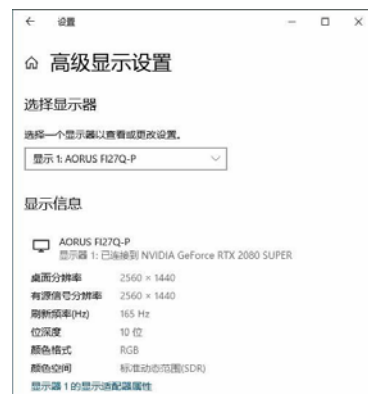 设置
高级显示设置
选择显示器
选择一个显示器以查看或更改设置。
显示 1: AORUS FI27Q-P
显示信息
AORUS FI27Q-P
显示器 1: 已连接到 NVIDIA GeForce RTX 2080 SUPER
桌面分辨率 2560 × 1440
有源信号分辨率 2560 × 1440
刷新频率(Hz) 165 Hz
位深度 10 位
颜色格式 RGB
颜色空间 标准动态范围(SDR)
显示器 1 的显示适配器属性